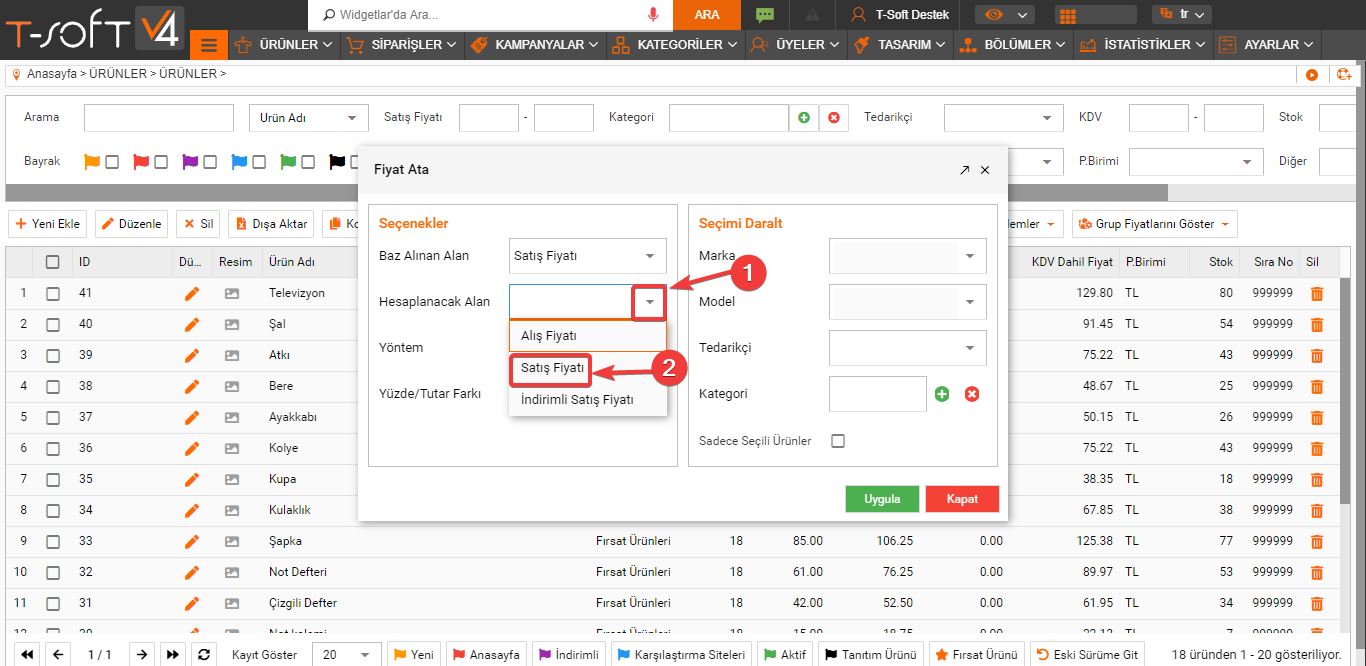 T-SOFT V4
Widgetlar'da Ara...
ARA
T-Soft Destek
tr
ÜRÜNLER
SİPARİŞLER
KAMPANYALAR
KATEGORİLER
ÜYELER
TASARIM
BÖLÜMLER
İSTATİSTİKLER
AYARLAR
Anasayfa > ÜRÜNLER > ÜRÜNLER >
Arama
Ürün Adı
Satış Fiyatı
-
Kategori
Tedarikçi
KDV
-
Stok
Bayrak
P.Birimi
Diğer
Yeni Ekle
Düzenle
Sil
Dışa Aktar
Ko
emler
Grup Fiyatlarını Göster
Fiyat Ata
Seçenekler
Baz Alınan Alan
Satış Fiyatı
Hesaplanacak Alan
Alış Fiyatı
Yöntem
Satış Fiyatı
Yüzde/Tutar Farkı
İndirimli Satış Fiyatı
1
2
Seçimi Daralt
Marka
Model
Tedarikçi
Kategori
Sadece Seçili Ürünler
Uygula
Kapat
ID Dü... Resim Ürün Adı KDV Dahil Fiyat P.Birimi Stok Sıra No Sil
1 41 Televizyon 129.80 TL 80 999999
2 40 Şal 91.45 TL 54 999999
3 39 Atkı 75.22 TL 43 999999
4 38 Bere 48.67 TL 25 999999
5 37 Ayakkabı 50.15 TL 26 999999
6 36 Kolye 75.22 TL 43 999999
7 35 Kupa 38.35 TL 18 999999
8 34 Kulaklık 67.85 TL 38 999999
9 33 Şapka Fırsat Ürünleri 18 85.00 106.25 0.00 125.38 TL 77 999999
10 32 Not Defteri Fırsat Ürünleri 18 61.00 76.25 0.00 89.97 TL 53 999999
11 31 Çizgili Defter Fırsat Ürünleri 18 42.00 52.50 0.00 61.95 TL 34 999999
1 / 1
Kayıt Göster
20
Yeni
Anasayfa
İndirimli
Karşılaştırma Siteleri
Aktif
Tanıtım Ürünü
Fırsat Ürünü
Eski Sürüme Git
18 üründen 1 - 20 gösteriliyor.